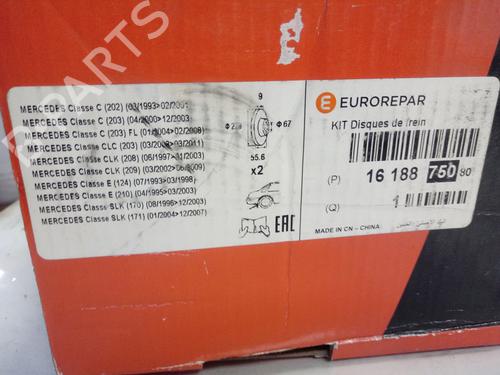 MERCEDES Classe C (202) (03/1993>02/2001
MERCEDES Classe C (203) (04/2000>12/2003
MERCEDES Classe C (203) FL (01/2004>02/2008)
MERCEDES Classe CLC (203) (03/2008>03/2011)
MERCEDES Classe CLK (208) (06/1997>03/2003)
MERCEDES Classe CLK (209) (03/2002>06/2009)
MERCEDES Classe E (124) (07/1993>03/1998)
MERCEDES Classe E (210) (04/1995>03/2003)
MERCEDES Classe SLK (170) (08/1996>12/2003)
MERCEDES Classe SLK (171) (01/2004>12/2007)
9
Φ 67
55.6
x2
EAC
E EUROREPAR
KIT Disques de frein
(P) 16 188 750 80
(Q) 1
MADE IN CN - CHINA
PARTS